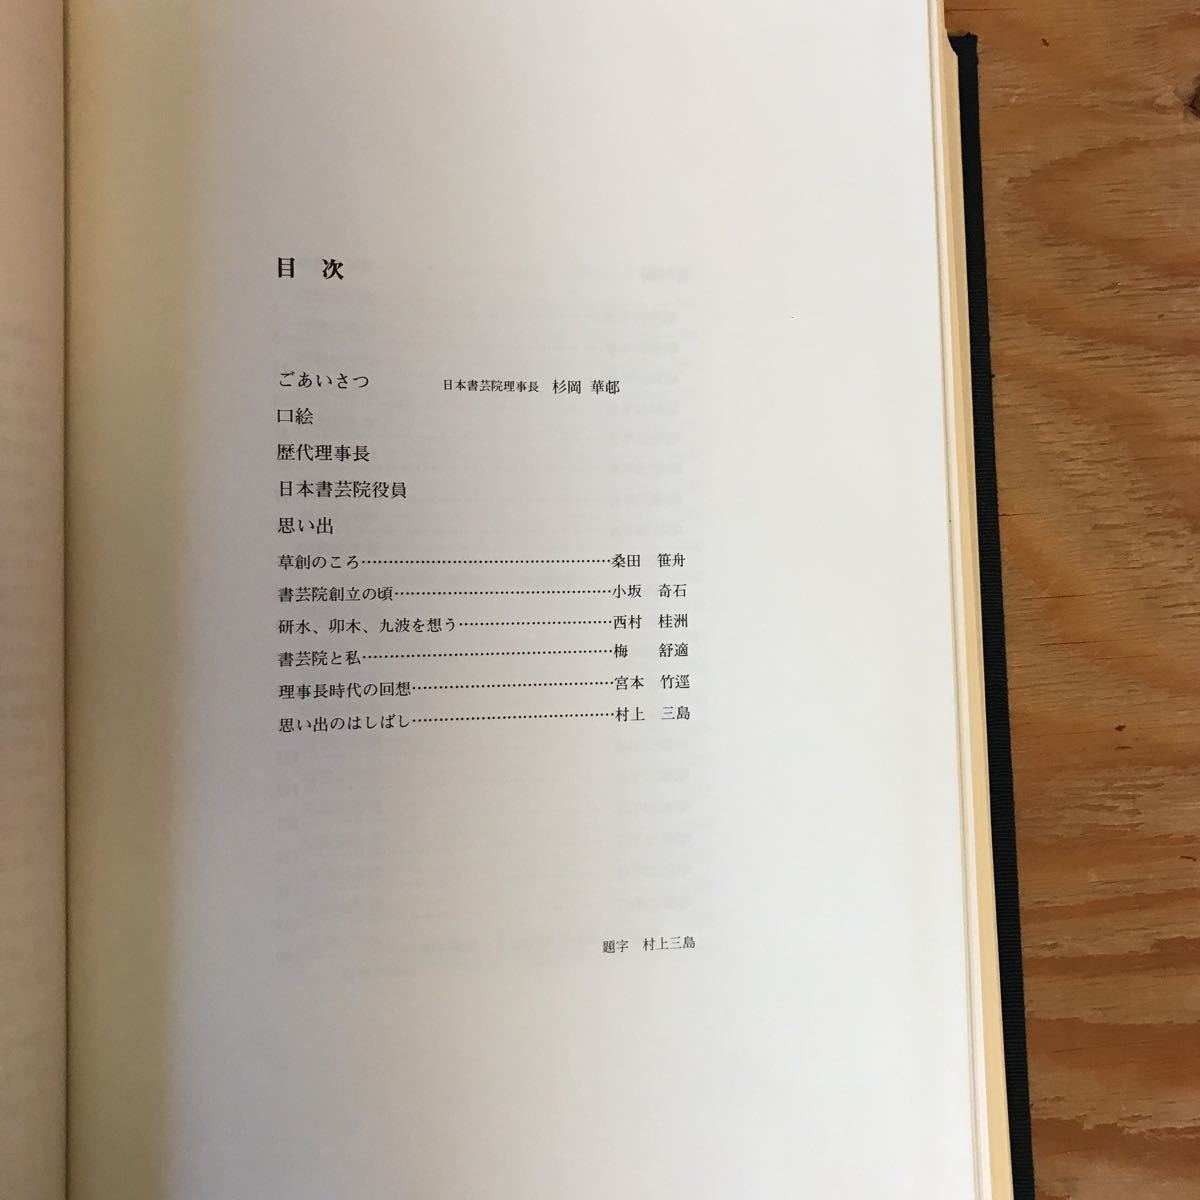 目 次
ごあいさつ 日本書芸院理事長 杉岡 華邨
口絵
歴代理事長
日本書芸院役員
思い出
草創のころ……………………………………桑田 笹舟
書芸院創立の頃……………………………小坂 奇石
研水、卯木、九波を想う…………………西村 桂洲
書芸院と私……………………………………梅 舒適
理事長時代の回想…………………………宮本 竹逕
思い出のはしばし…………………………村上 三島
題字 村上三島